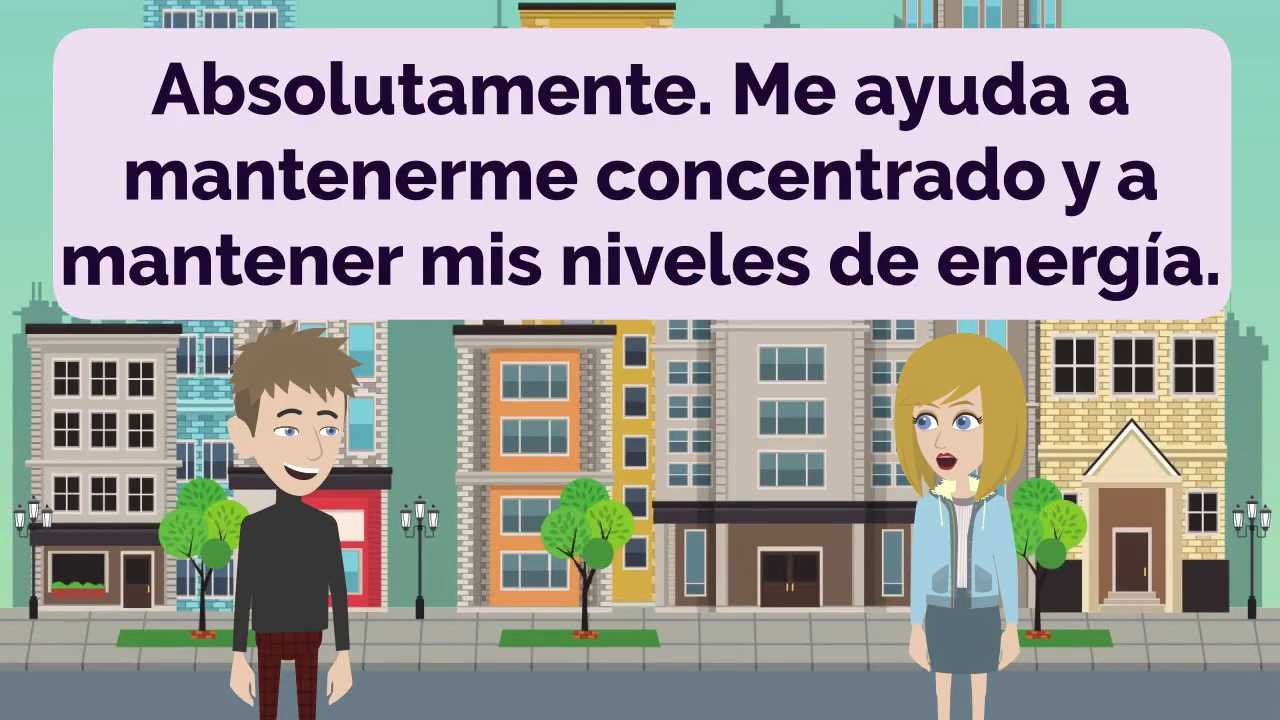 Absolutamente. Me ayuda a
mantenerme concentrado y a
mantener mis niveles de energía.